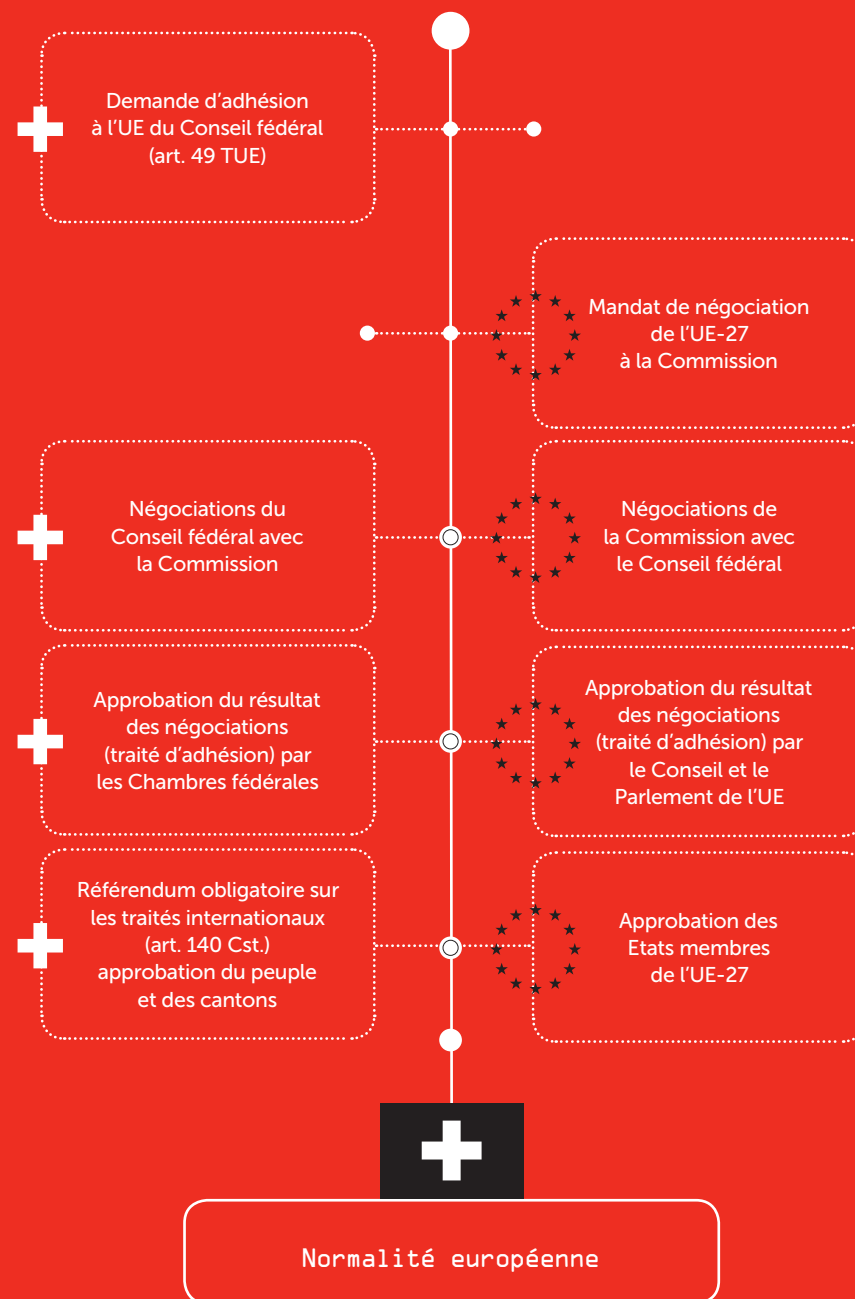 Demande d’adhésion
à l’UE du Conseil fédéral
(art. 49 TUE)
Mandat de négociation
de l’UE-27
à la Commission
Négociations du
Conseil fédéral avec
la Commission
Négociations de
la Commission avec
le Conseil fédéral
Approbation du résultat
des négociations
(traité d’adhésion) par
les Chambres fédérales
Approbation du résultat
des négociations
(traité d’adhésion) par
le Conseil et le
Parlement de l’UE
Référendum obligatoire sur
les traités internationaux
(art. 140 Cst.)
approbation du peuple
et des cantons
Approbation des
Etats membres
de l’UE-27
Normalité européenne